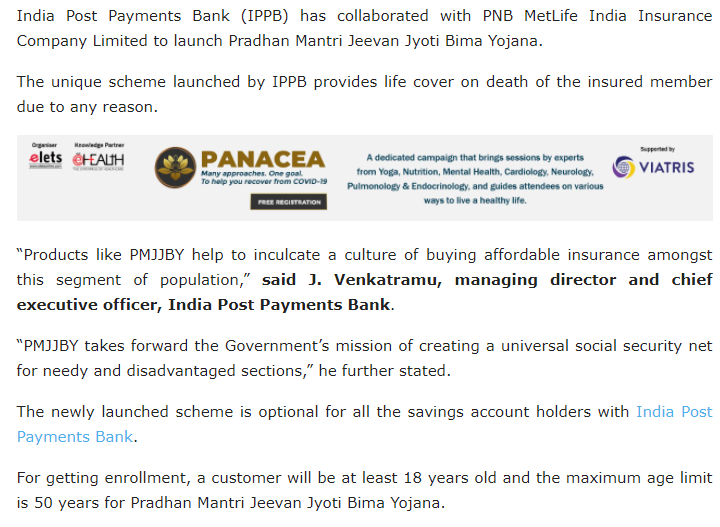 India Post Payments Bank (IPPB) has collaborated with PNB MetLife India Insurance
Company Limited to launch Pradhan Mantri Jeevan Jyoti Bima Yojana.
The unique scheme launched by IPPB provides life cover on death of the insured member
due to any reason.
Organiser
elets
Knowledge Partner
eHEALTH
PANACEA
Many approaches. One goal.
To help you recover from COVID-19
FREE REGISTRATION
A dedicated campaign that brings sessions by experts
from Yoga, Nutrition, Mental Health, Cardiology, Neurology,
Pulmonology & Endocrinology, and guides attendees on various
ways to live a healthy life.
Supported by
VIATRIS
“Products like PMJJBY help to inculcate a culture of buying affordable insurance amongst
this segment of population,” said J. Venkatramu, managing director and chief
executive officer, India Post Payments Bank.
“PMJJBY takes forward the Government’s mission of creating a universal social security net
for needy and disadvantaged sections,” he further stated.
The newly launched scheme is optional for all the savings account holders with India Post
Payments Bank.
For getting enrollment, a customer will be at least 18 years old and the maximum age limit
is 50 years for Pradhan Mantri Jeevan Jyoti Bima Yojana.